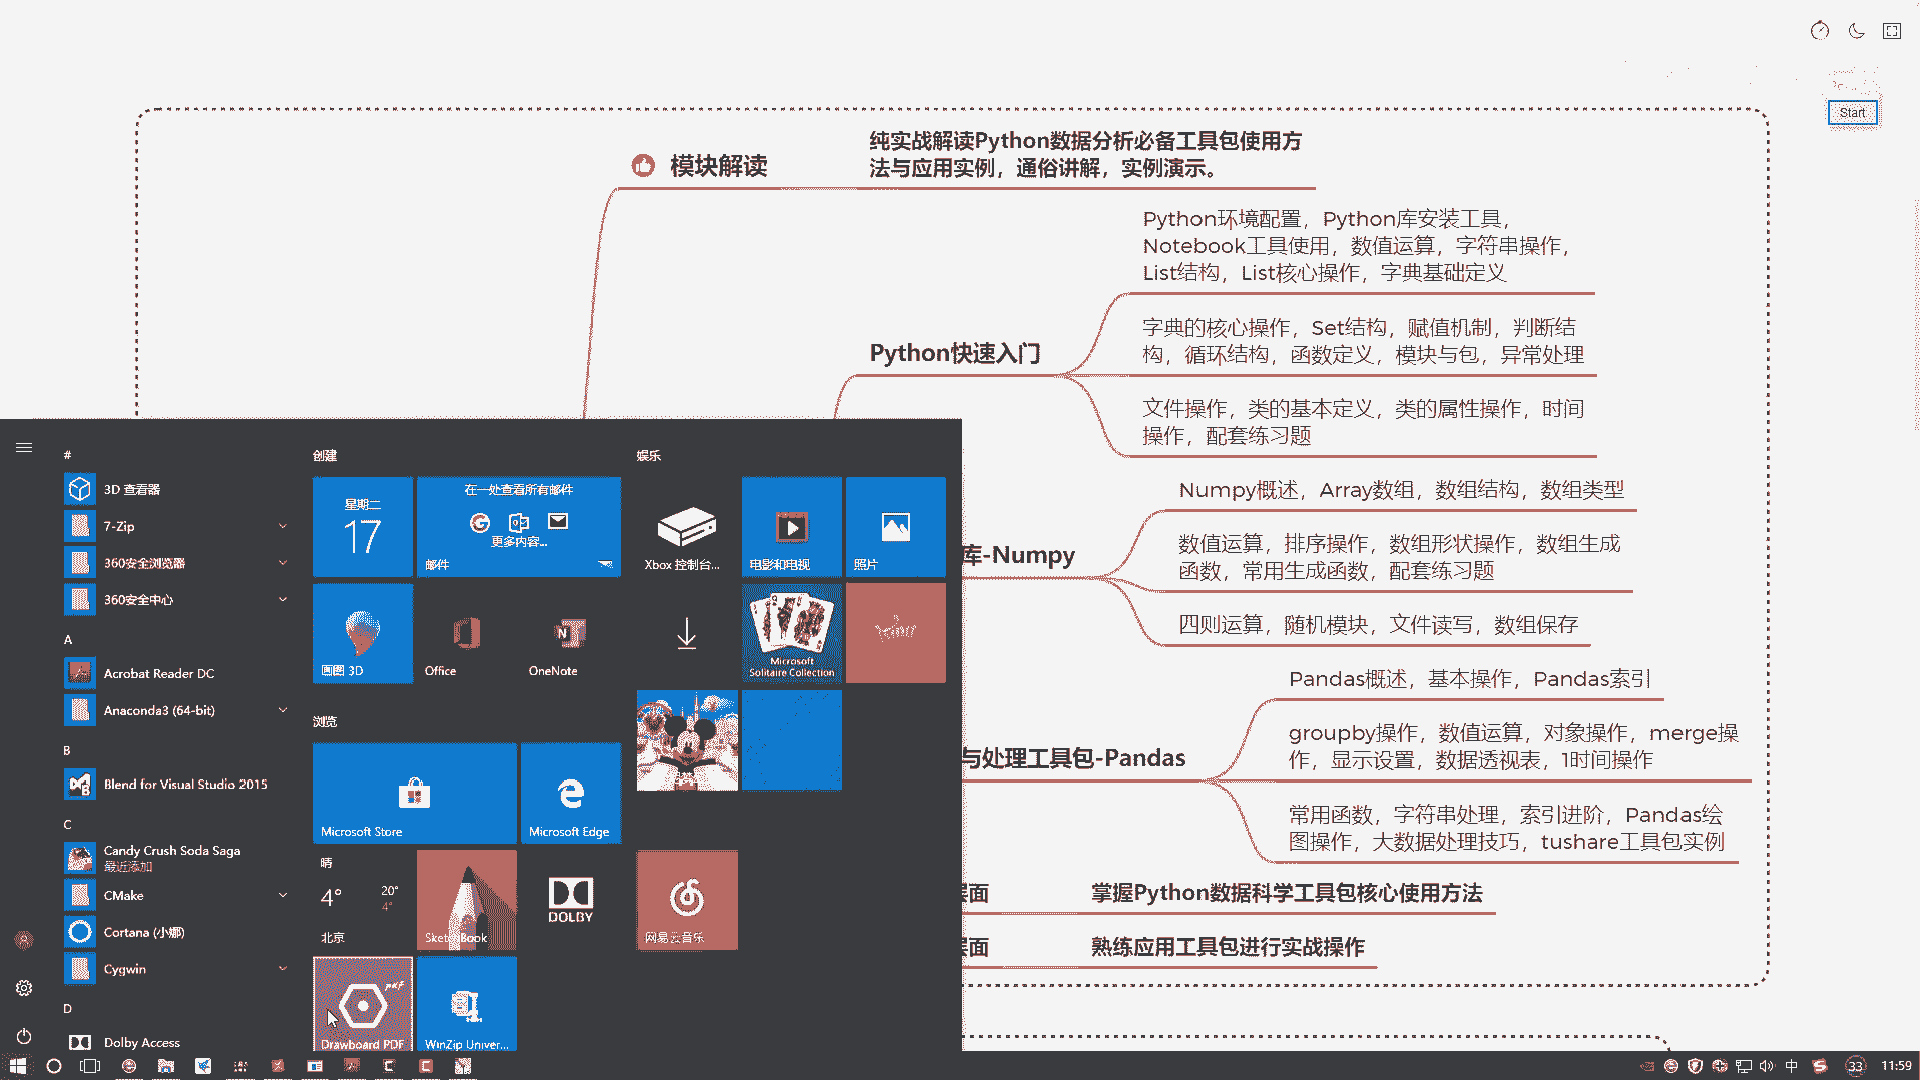 Start
模块解读
纯实战解读Python数据分析必备工具包使用方
法与应用实例，通俗讲解，实例演示。
Python快速入门
Python环境配置，Python库安装工具，
Notebook工具使用，数值运算，字符串操作，
List结构，List核心操作，字典基础定义
字典的核心操作，Set结构，赋值机制，判断结
构，循环结构，函数定义，模块与包，异常处理
文件操作，类的基本定义，类的属性操作，时间
操作，配套练习题
库-Numpy
Numpy概述，Array数组，数组结构，数组类型
数值运算，排序操作，数组形状操作，数组生成
函数，常用生成函数，配套练习题
四则运算，随机模块，文件读写，数组保存
与处理工具包-Pandas
Pandas概述，基本操作，Pandas索引
groupby操作，数值运算，对象操作，merge操
作，显示设置，数据透视表，1时间操作
常用函数，字符串处理，索引进阶，Pandas绘
图操作，大数据处理技巧，tushare工具包实例
层面
掌握Python数据科学工具包核心使用方法
层面
熟练应用工具包进行实战操作
#
3D 查看器
7-Zip
360安全浏览器
360安全中心
A
Acrobat Reader DC
Anaconda3 (64-bit)
B
Blend for Visual Studio 2015
C
Candy Crush Soda Saga
最近添加
CMake
Cortana (小娜)
Cygwin
D
Dolby Access
创建
星期二
17
在一处查看所有邮件
更多内容...
邮件
画图 3D
Office
OneNote
浏览
Microsoft Store
Microsoft Edge
晴
4°
20°
4°
北京
SketchBook
DOLBY
Drawboard PDF
WinZip Univer...
娱乐
Xbox 控制台...
电影和电视
照片
Microsoft
Solitaire Collection
网易云音乐
中
33
11:59